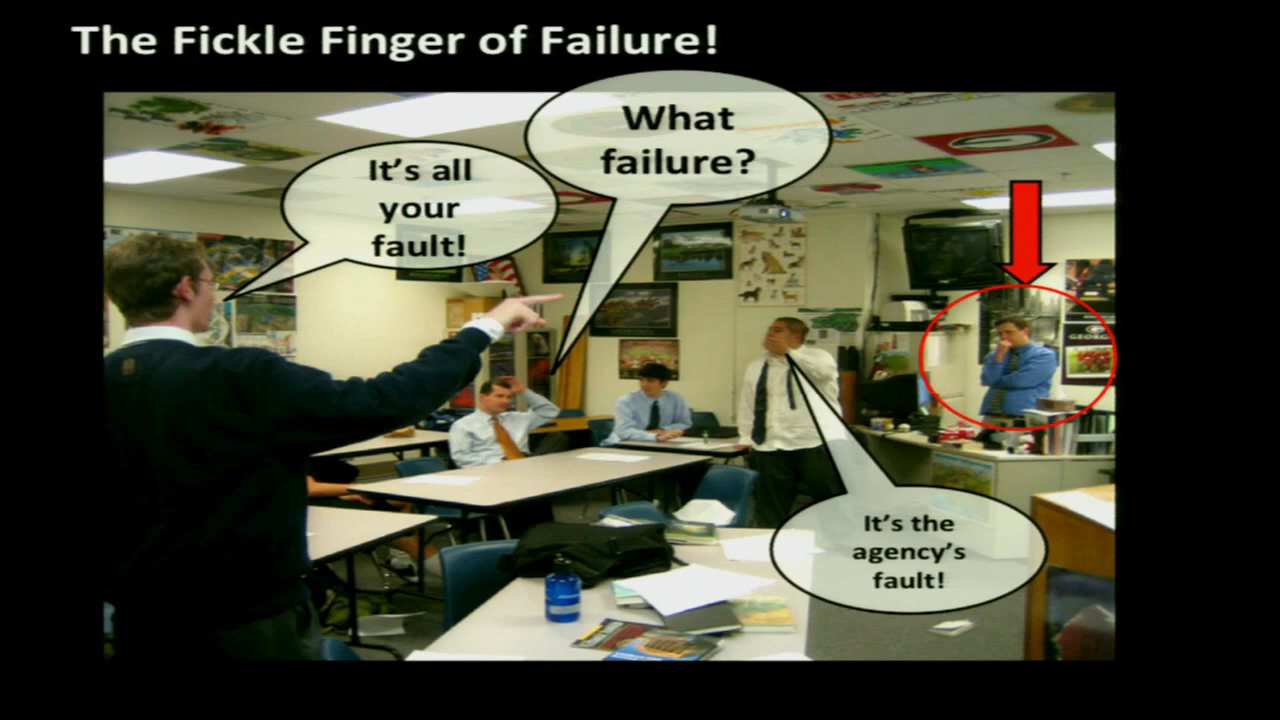 The Fickle Finger of Failure!
What
failure?
It's all
your
fault!
It's the
agency's
fault!